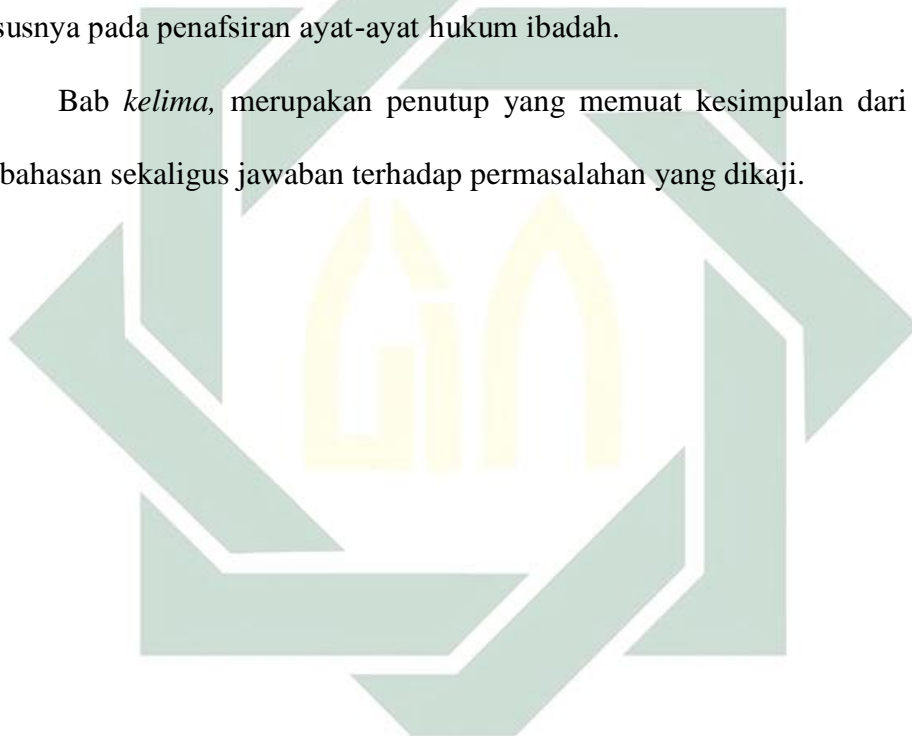 susnya pada penafsiran ayat-ayat hukum ibadah.
Bab kelima, merupakan penutup yang memuat kesimpulan dari
bahasan sekaligus jawaban terhadap permasalahan yang dikaji.